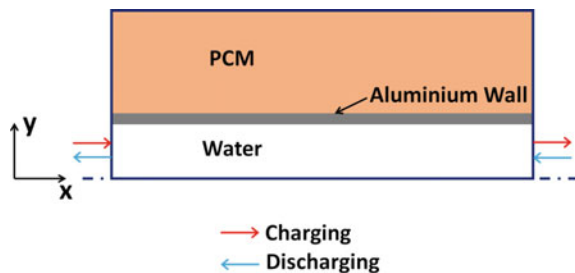 PCM
Aluminium Wall
y
Water
x
Charging
Discharging